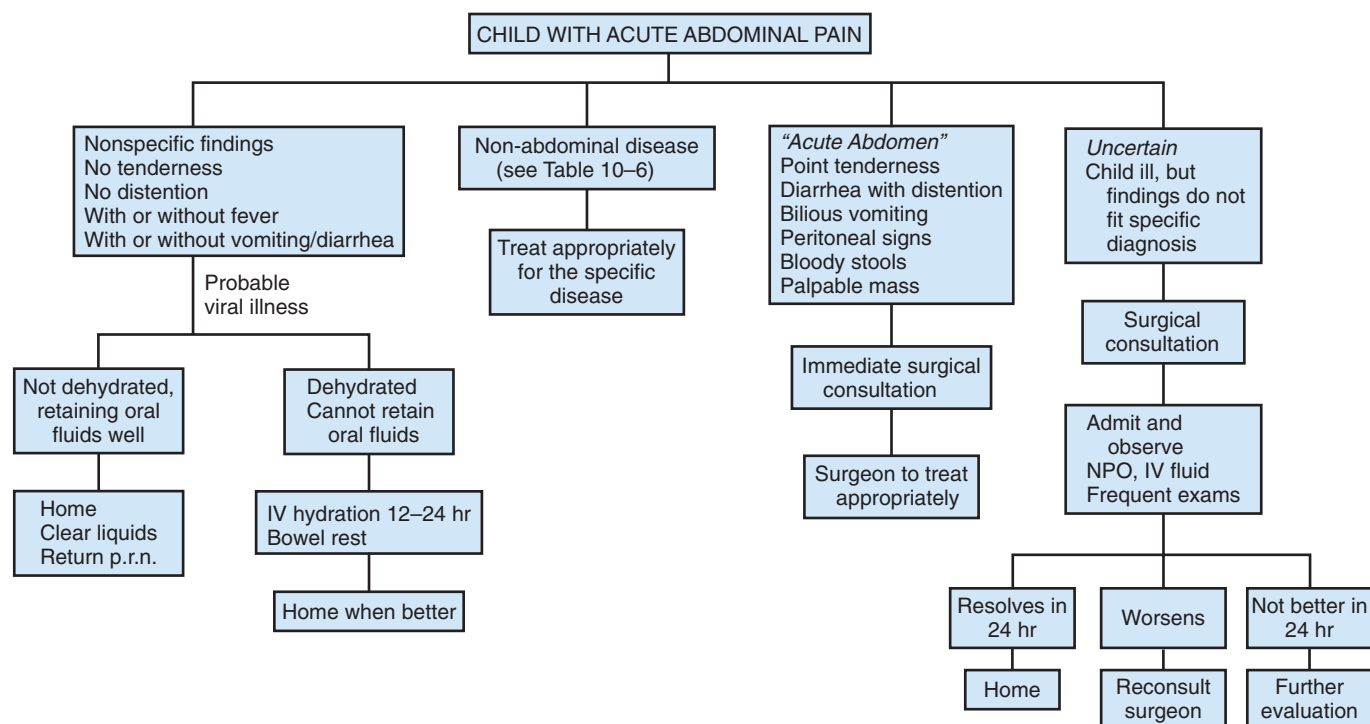 CHILD WITH ACUTE ABDOMINAL PAIN
Nonspecific findings
No tenderness
No distention
With or without fever
With or without vomiting/diarrhea
Probable
viral illness
Not dehydrated,
retaining oral
fluids well
Home
Clear liquids
Return p.r.n.
Dehydrated
Cannot retain
oral fluids
IV hydration 12–24 hr
Bowel rest
Home when better
Non-abdominal disease
(see Table 10–6)
Treat appropriately
for the specific
disease
“Acute Abdomen”
Point tenderness
Diarrhea with distention
Bilious vomiting
Peritoneal signs
Bloody stools
Palpable mass
Immediate surgical
consultation
Surgeon to treat
appropriately
Uncertain
Child ill, but
findings do not
fit specific
diagnosis
Surgical
consultation
Admit and
observe
NPO, IV fluid
Frequent exams
Resolves in
24 hr
Home
Worsens
Reconsult
surgeon
Not better in
24 hr
Further
evaluation